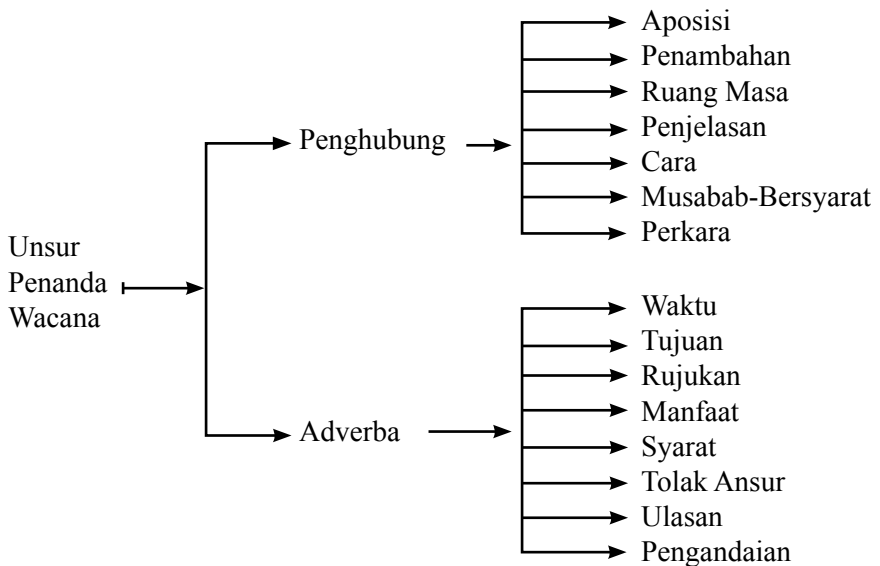 Unsur
Penanda
Wacana
Penghubung
Aposisi
Penambahan
Ruang Masa
Penjelasan
Cara
Musabab-Bersyarat
Perkara
Adverba
Waktu
Tujuan
Rujukan
Manfaat
Syarat
Tolak Ansur
Ulasan
Pengandaian